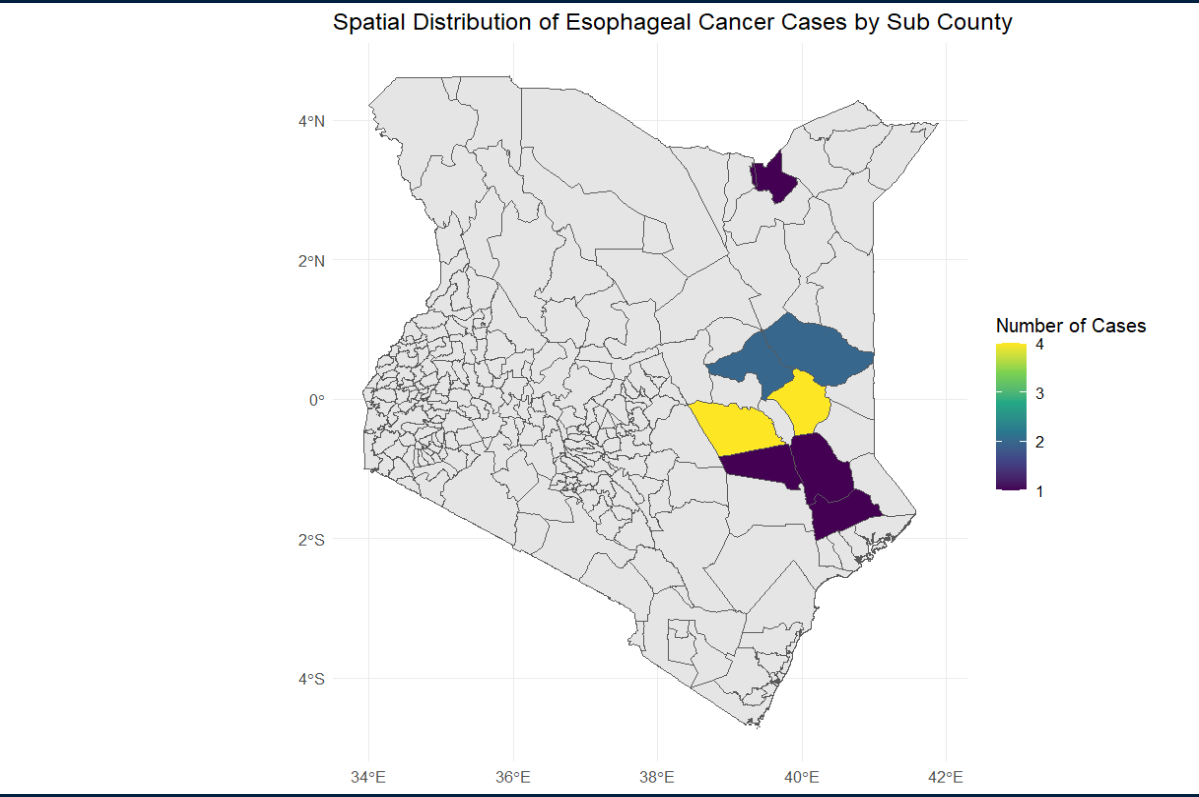 Spatial Distribution of Esophageal Cancer Cases by Sub County
4°N
2°N
0°
2°S
4°S
34°E 36°E 38°E 40°E 42°E
Number of Cases
4
3
2
1